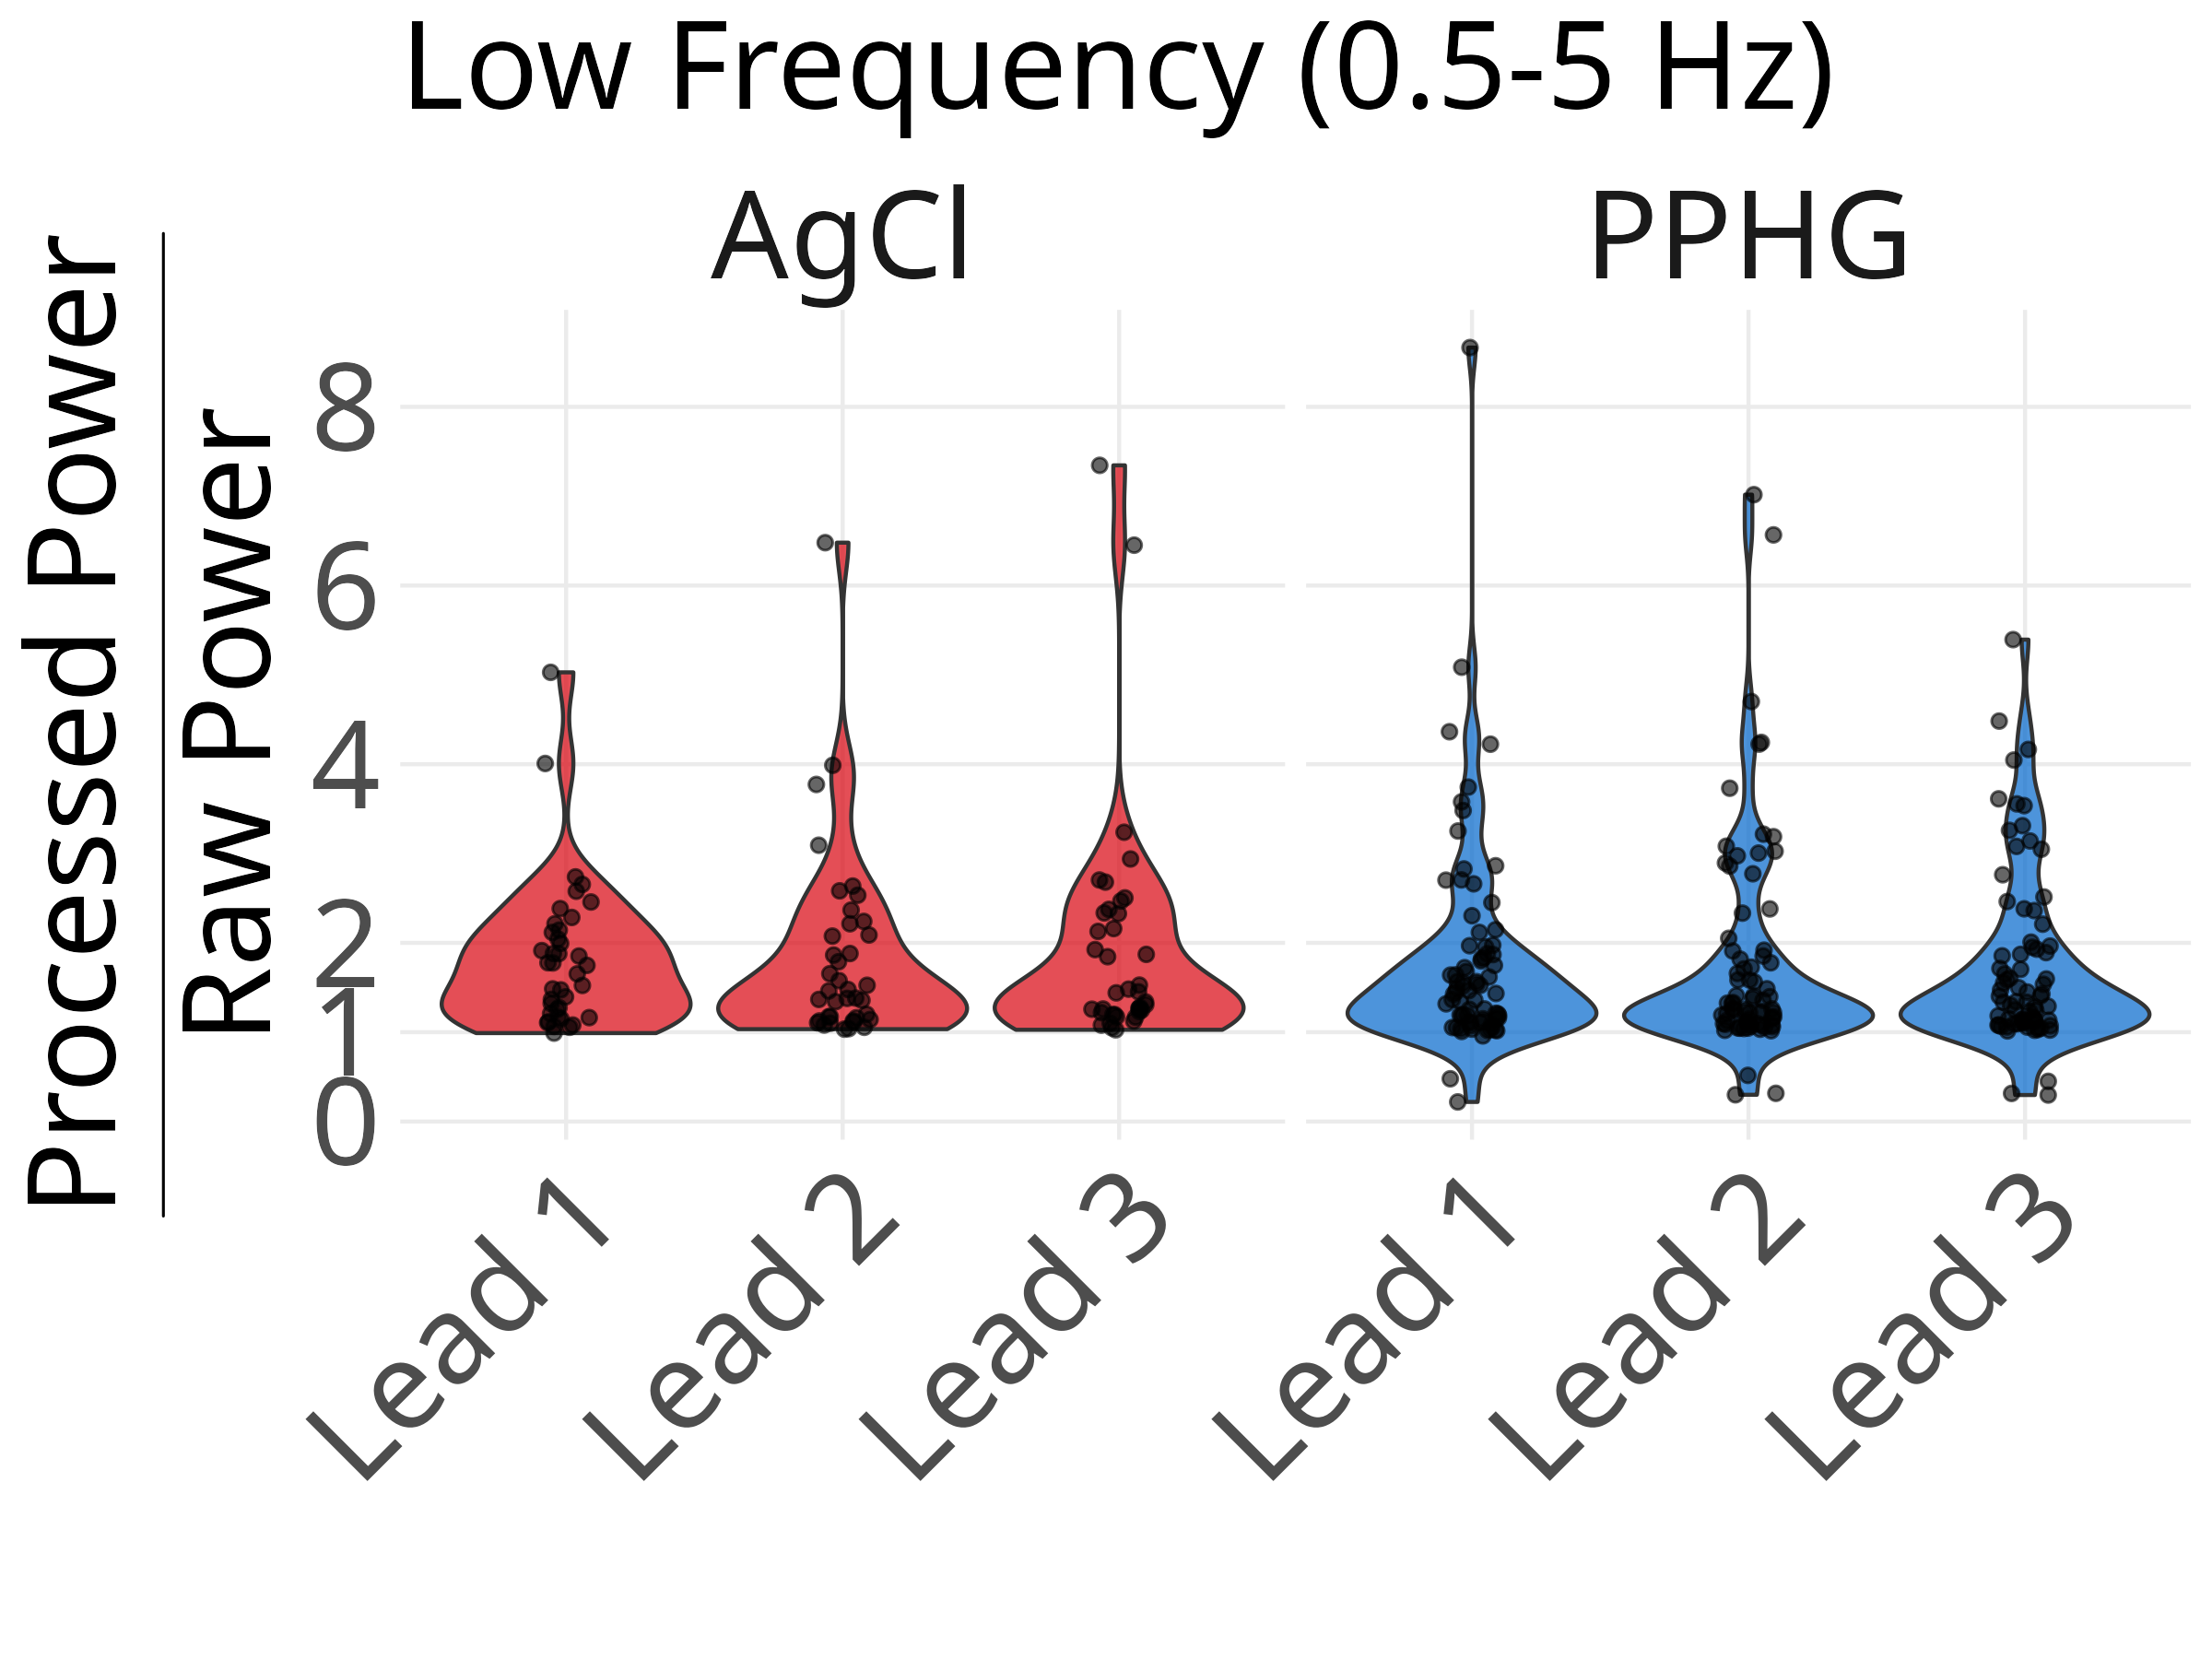 Low Frequency (0.5-5 Hz)
AgCl
PPHG
Processed Power
Raw Power
8
6
4
2
1
0
Lead 1
Lead 2
Lead 3
Lead 1
Lead 2
Lead 3